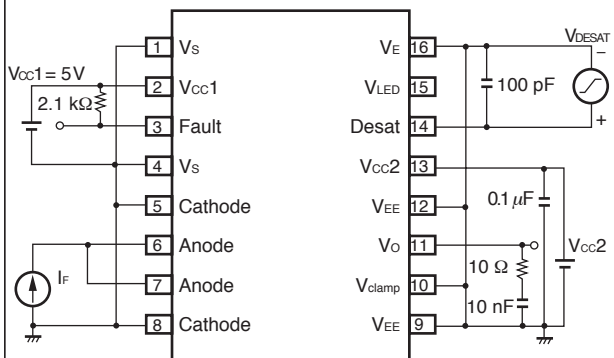 VCC1 = 5 V
2.1 kΩ
IF
1 VS
2 VCC1
3 Fault
4 VS
5 Cathode
6 Anode
7 Anode
8 Cathode
VE 16
VLED 15
Desat 14
VCC2 13
VEE 12
VO 11
Vclamp 10
VEE 9
VDESAT
−
+
100 pF
0.1 μF
VCC2
10 Ω
10 nF